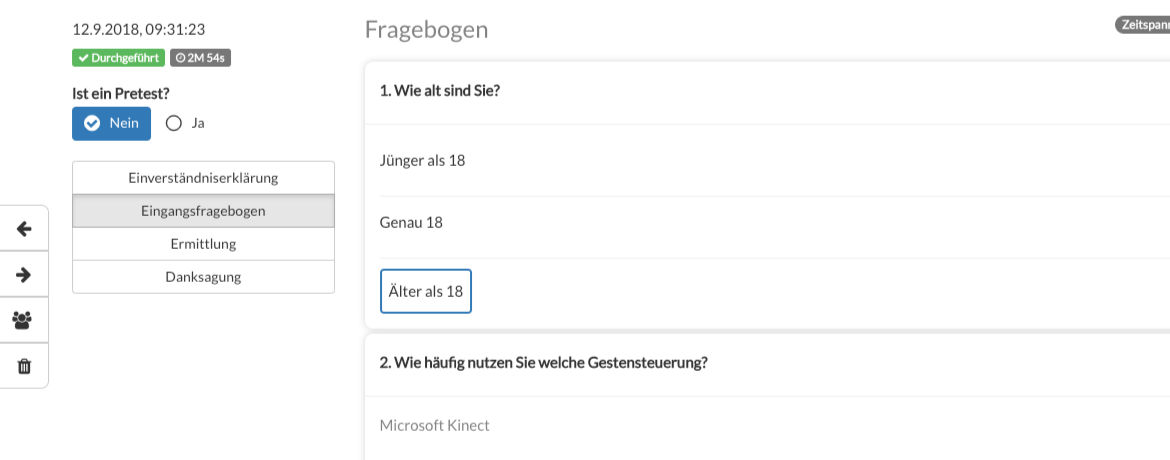 12.9.2018, 09:31:23
Durchgeführt 2M 54s
Ist ein Pretest?
Nein Ja
Einverständniserklärung
Eingangsfragebogen
Ermittlung
Danksagung
Fragebogen
Zeitspann
1. Wie alt sind Sie?
Jünger als 18
Genau 18
Älter als 18
2. Wie häufig nutzen Sie welche Gestensteuerung?
Microsoft Kinect